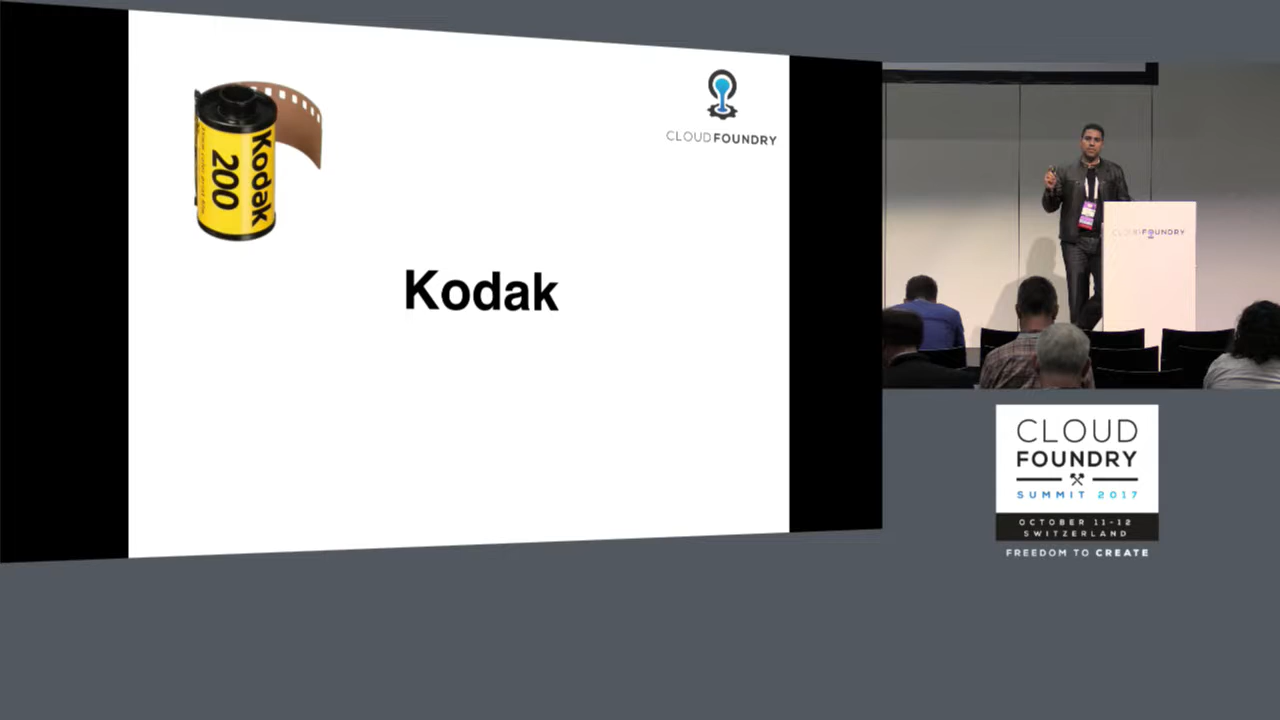 Kodak
200
CLOUD FOUNDRY
Kodak
CLOUD FOUNDRY
CLOUD
FOUNDRY
SUMMIT 2017
OCTOBER 11-12
SWITZERLAND
FREEDOM TO CREATE